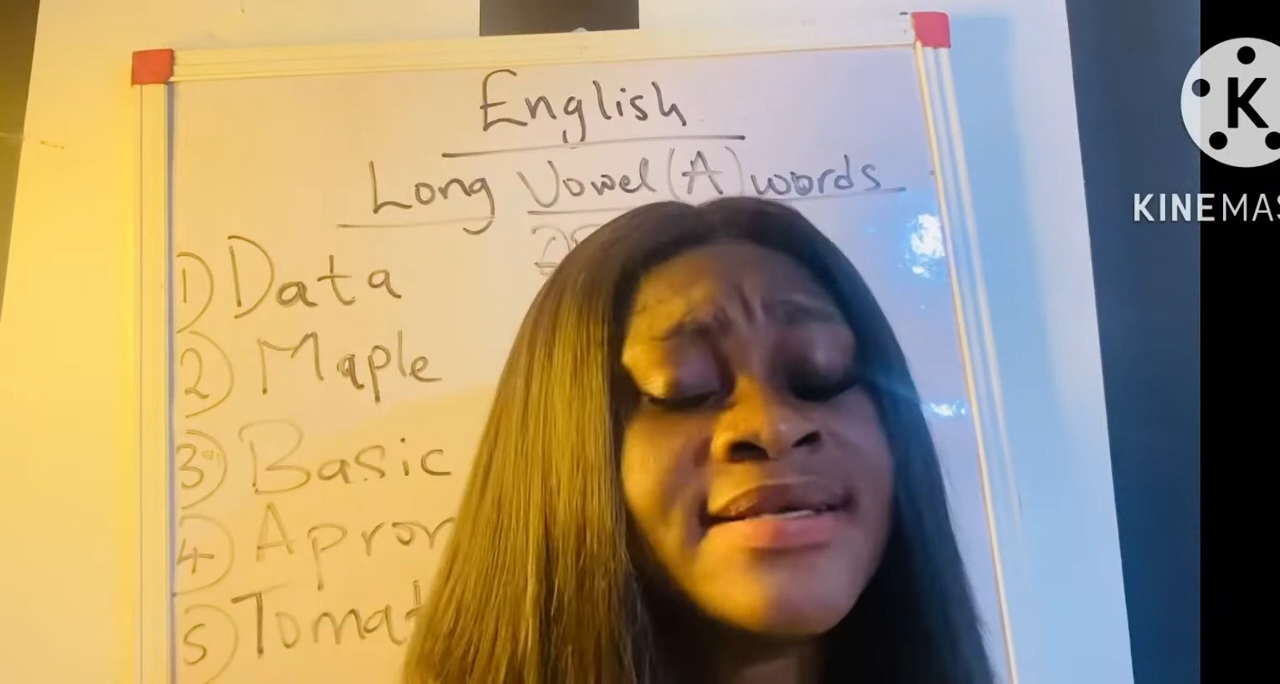 English
Long Vowel (A) words
1) Data
2) Maple
3) Basic
4) Apron
5) Tomat
K
KINEMAS